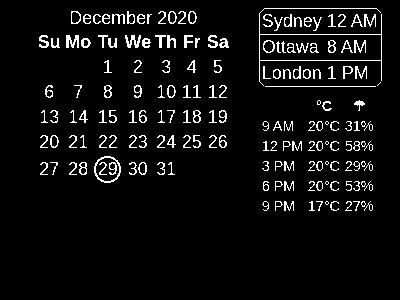 December 2020
Su Mo Tu We Th Fr Sa
1 2 3 4 5
6 7 8 9 10 11 12
13 14 15 16 17 18 19
20 21 22 23 24 25 26
27 28 29 30 31
Sydney 12 AM
Ottawa 8 AM
London 1 PM
°C ☂
9 AM 20°C 31%
12 PM 20°C 58%
3 PM 20°C 29%
6 PM 20°C 53%
9 PM 17°C 27%